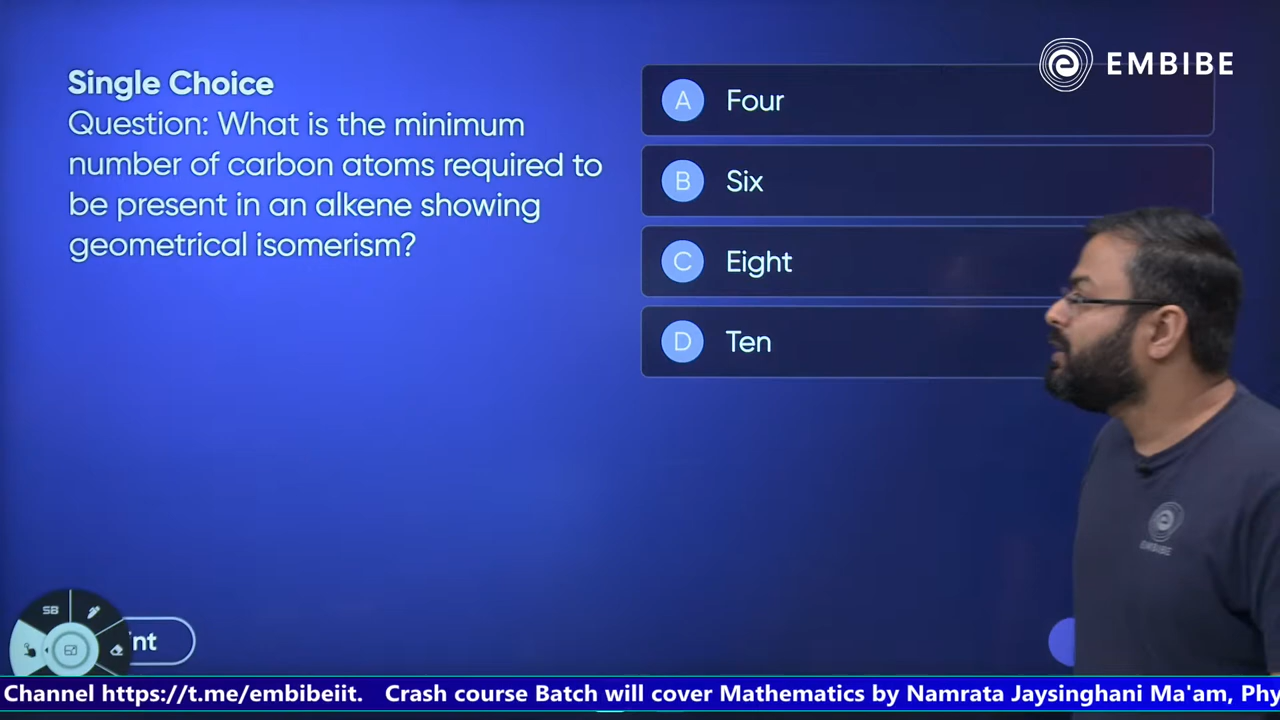 Single Choice
Question: What is the minimum
number of carbon atoms required to
be present in an alkene showing
geometrical isomerism?
EMBIBE
A Four
B Six
C Eight
D Ten
EMBIBE
SB
nt
Channel https://t.me/embibeiit. Crash course Batch will cover Mathematics by Namrata Jaysinghani Ma'am, Phy